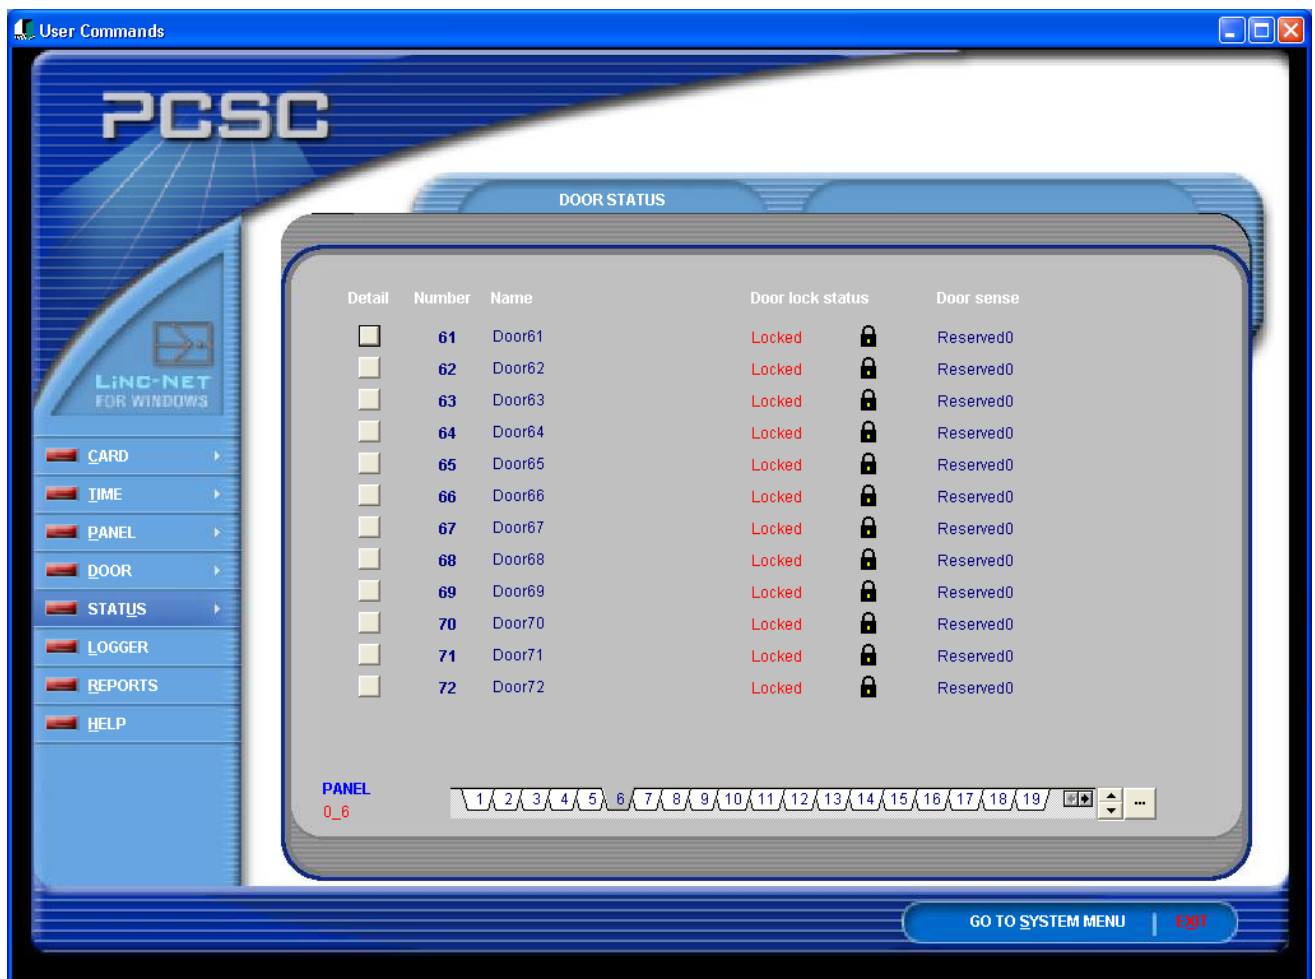 User Commands
PCSC
DOOR STATUS
LiNC-NET
FOR WINDOWS
CARD
TIME
PANEL
DOOR
STATUS
LOGGER
REPORTS
HELP
Detail Number Name Door lock status Door sense
61 Door61 Locked Reserved0
62 Door62 Locked Reserved0
63 Door63 Locked Reserved0
64 Door64 Locked Reserved0
65 Door65 Locked Reserved0
66 Door66 Locked Reserved0
67 Door67 Locked Reserved0
68 Door68 Locked Reserved0
69 Door69 Locked Reserved0
70 Door70 Locked Reserved0
71 Door71 Locked Reserved0
72 Door72 Locked Reserved0
PANEL
0_6
1 2 3 4 5 6 7 8 9 10 11 12 13 14 15 16 17 18 19 ...
GO TO SYSTEM MENU | EXIT